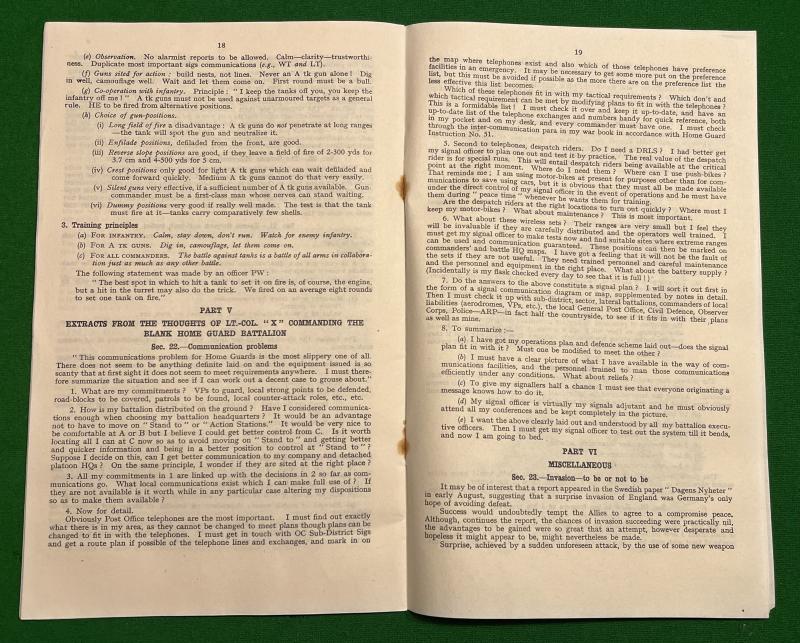 18
(e) Observation. No alarmist reports to be allowed. Calm—clarity—trustworthi-
ness. Duplicate most important sigs communications (e.g., WT and LT).
(f) Guns sited for action: build nests, not lines. Never an A tk gun alone! Dig
in well, camouflage well. Wait and let them come on. First round must be a bull.
(g) Co-operation with infantry. Principle: "I keep the tanks off you, you keep the
infantry off me!" A tk guns must not be used against unarmoured targets as a general
rule. HE to be fired from alternative positions.
(h) Choice of gun-positions.
(i) Long field of fire a disadvantage: A tk guns do not penetrate at long ranges
—the tank will spot the gun and neutralize it.
(ii) Enfilade positions, defiladed from the front, are good.
(iii) Reverse slope positions are good, if they leave a field of fire of 2-300 yds for
3.7 cm and 4-500 yds for 5 cm.
(iv) Crest positions only good for light A tk guns which can wait defiladed and
come forward quickly. Medium A tk guns cannot do that very easily.
(v) Silent guns very effective, if a sufficient number of A tk guns available. Gun
commander must be a first-class man whose nerves can stand waiting.
(vi) Dummy positions very good if really well made. The test is that the tank
must fire at it—tanks carry comparatively few shells.
3. Training principles
(a) FOR INFANTRY. Calm, stay down, don't run. Watch for enemy infantry.
(b) FOR A TK GUNS. Dig in, camouflage, let them come on.
(c) FOR ALL COMMANDERS. The battle against tanks is a battle of all arms in collabora-
tion just as much as any other battle.
The following statement was made by an officer PW:
"The best spot in which to hit a tank to set it on fire is, of course, the engine,
but a hit in the turret may also do the trick. We fired on an average eight rounds
to set one tank on fire."
PART V
EXTRACTS FROM THE THOUGHTS OF LT.-COL. "X" COMMANDING THE
BLANK HOME GUARD BATTALION
Sec. 22.—Communication problems
"This communications problem for Home Guards is the most slippery one of all.
There does not seem to be anything definite laid on and the equipment issued is so
scanty that at first sight it does not seem to meet requirements anywhere. I must there-
fore summarize the situation and see if I can work out a decent case to grouse about."
1. What are my commitments? VPs to guard, local strong points to be defended,
road-blocks to be covered, patrols to be found, local counter-attack roles, etc., etc.
2. How is my battalion distributed on the ground? Have I considered communica-
tions enough when choosing my battalion headquarters? It would be an advantage
not to have to move on "Stand to" or "Action Stations." It would be very nice to
be comfortable at A or B but I believe I could get better control from C. Is it worth
locating all I can at C now so as to avoid moving on "Stand to" and getting better
and quicker information and being in a better position to control at "Stand to"?
Suppose I decide on this, can I get better communication to my company and detached
platoon HQs? On the same principle, I wonder if they are sited at the right place?
3. All my commitments in 1 are linked up with the decisions in 2 so far as com-
munications go. What local communications exist which I can make full use of? If
they are not available is it worth while in any particular case altering my dispositions
so as to make them available?
4. Now for detail.
Obviously Post Office telephones are the most important. I must find out exactly
what there is in my area, as they cannot be changed to meet plans though plans can be
changed to fit in with the telephones. I must get in touch with OC Sub-District Sigs
and get a route plan if possible of the telephone lines and exchanges, and mark in on
19
the map where telephones exist and also which of those telephones have preference
facilities in an emergency. It may be necessary to get some more put on the preference
list, but this must be avoided if possible as the more there are on the preference list the
less effective this list becomes.
Which of these telephones fit in with my tactical requirements? Which don't and
which tactical requirement can be met by modifying plans to fit in with the telephones?
This is a formidable list! I must check it over and keep it up-to-date, and have an
up-to-date list of the telephone exchanges and numbers handy for quick reference, both
in my pocket and on my desk, and every commander must have one. I must check
through the inter-communication para in my war book in accordance with Home Guard
Instruction No. 51.
5. Second to telephones, despatch riders. Do I need a DRLS? I had better get
my signal officer to plan one out and test it by practice. The real value of the despatch
rider is for special runs. This will entail despatch riders being available at the critical
point at the right moment. Where do I need them? Where can I use push-bikes?
That reminds me; I am using motor-bikes at present for purposes other than for com-
munications to save using cars, but it is obvious that they must all be made available
under the direct control of my signal officer in the event of operations and he must have
them during "peace time" whenever he wants them for training.
Are the despatch riders at the right locations to turn out quickly? Where must I
keep my motor-bikes? What about maintenance? This is most important.
6. What about these wireless sets? Their ranges are very small but I feel they
will be invaluable if they are carefully distributed and the operators well trained. I
must get my signal officer to make tests now and find suitable sites where extreme ranges
can be used and communication guaranteed. These positions can then be marked on
commanders' and battle HQ maps. I have got a feeling that it will not be the fault of
the sets if they are not useful. They need trained personnel and careful maintenance
and the personnel and equipment in the right place. What about the battery supply?
(Incidentally is my flask checked every day to see that it is full!)
7. Do the answers to the above constitute a signal plan? I will sort it out first in
the form of a signal communication diagram or map, supplemented by notes in detail.
Then I must check it up with sub-district, sector, lateral battalions, commanders of local
liabilities (aerodromes, VPs, etc.), the local General Post Office, Civil Defence, Observer
Corps, Police—ARP—in fact half the countryside, to see if it fits in with their plans
as well as mine.
8. To summarize:—
(a) I have got my operations plan and defence scheme laid out—does the signal
plan fit in with it? Must one be modified to meet the other?
(b) I must have a clear picture of what I have available in the way of com-
munications facilities, and the personnel trained to man those communications
efficiently under any conditions. What about reliefs?
(c) To give my signallers half a chance I must see that everyone originating a
message knows how to do it.
(d) My signal officer is virtually my signals adjutant and he must obviously
attend all my conferences and be kept completely in the picture.
(e) I want the above clearly laid out and understood by all my battalion execu-
tive officers. Then I must get my signal officer to test out the system till it bends,
and now I am going to bed.
PART VI
MISCELLANEOUS
Sec. 23.—Invasion—to be or not to be
It may be of interest that a report appeared in the Swedish paper "Dagens Nyheter"
in early August, suggesting that a surprise invasion of England was Germany's only
hope of avoiding defeat.
Success would undoubtedly tempt the Allies to agree to a compromise peace.
Although, continues the report, the chances of invasion succeeding were practically nil,
the advantages to be gained were so great that an attempt, however desperate and
hopeless it might appear to be, might nevertheless be made.
Surprise, achieved by a sudden unforeseen attack, by the use of some new weapon